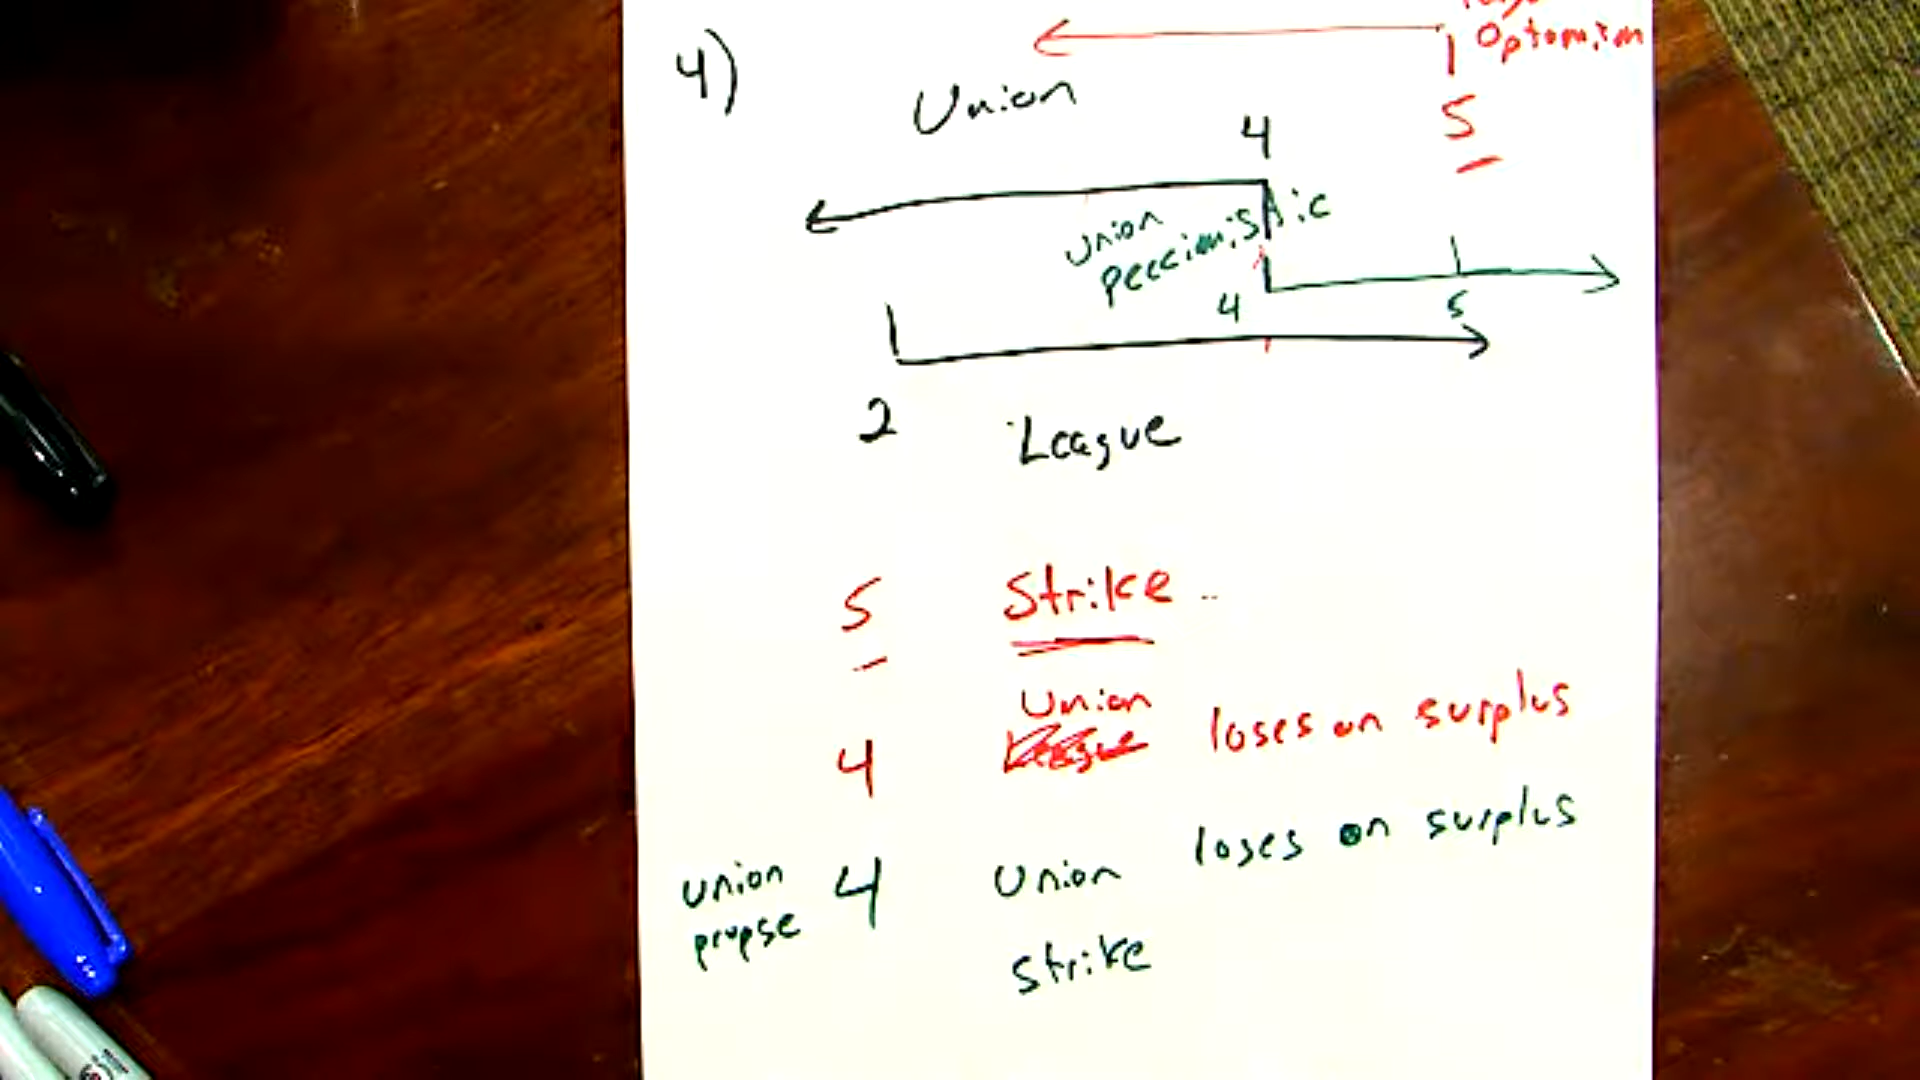 4)
Optomism
Union
4
5
union
peccimistic
4
5
2
League
5 Strike ..
Union
4 loses on surplus
union
propse 4 Union loses on surplus
Strike